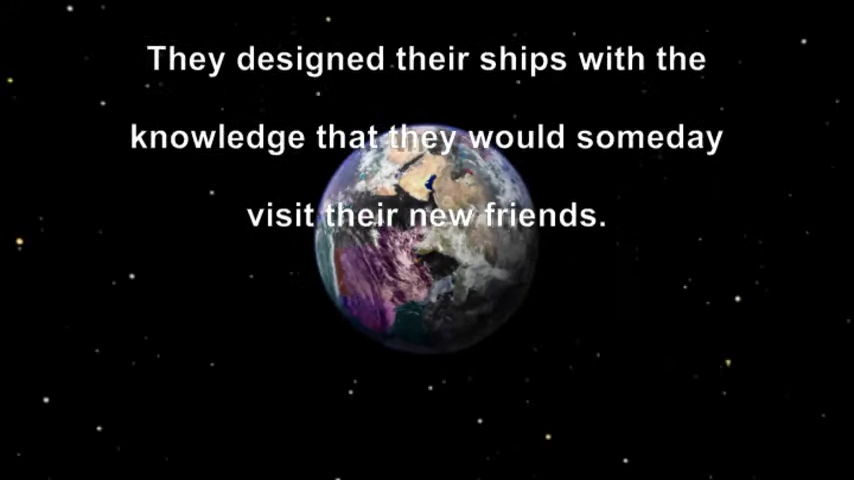 They designed their ships with the
knowledge that they would someday
visit their new friends.